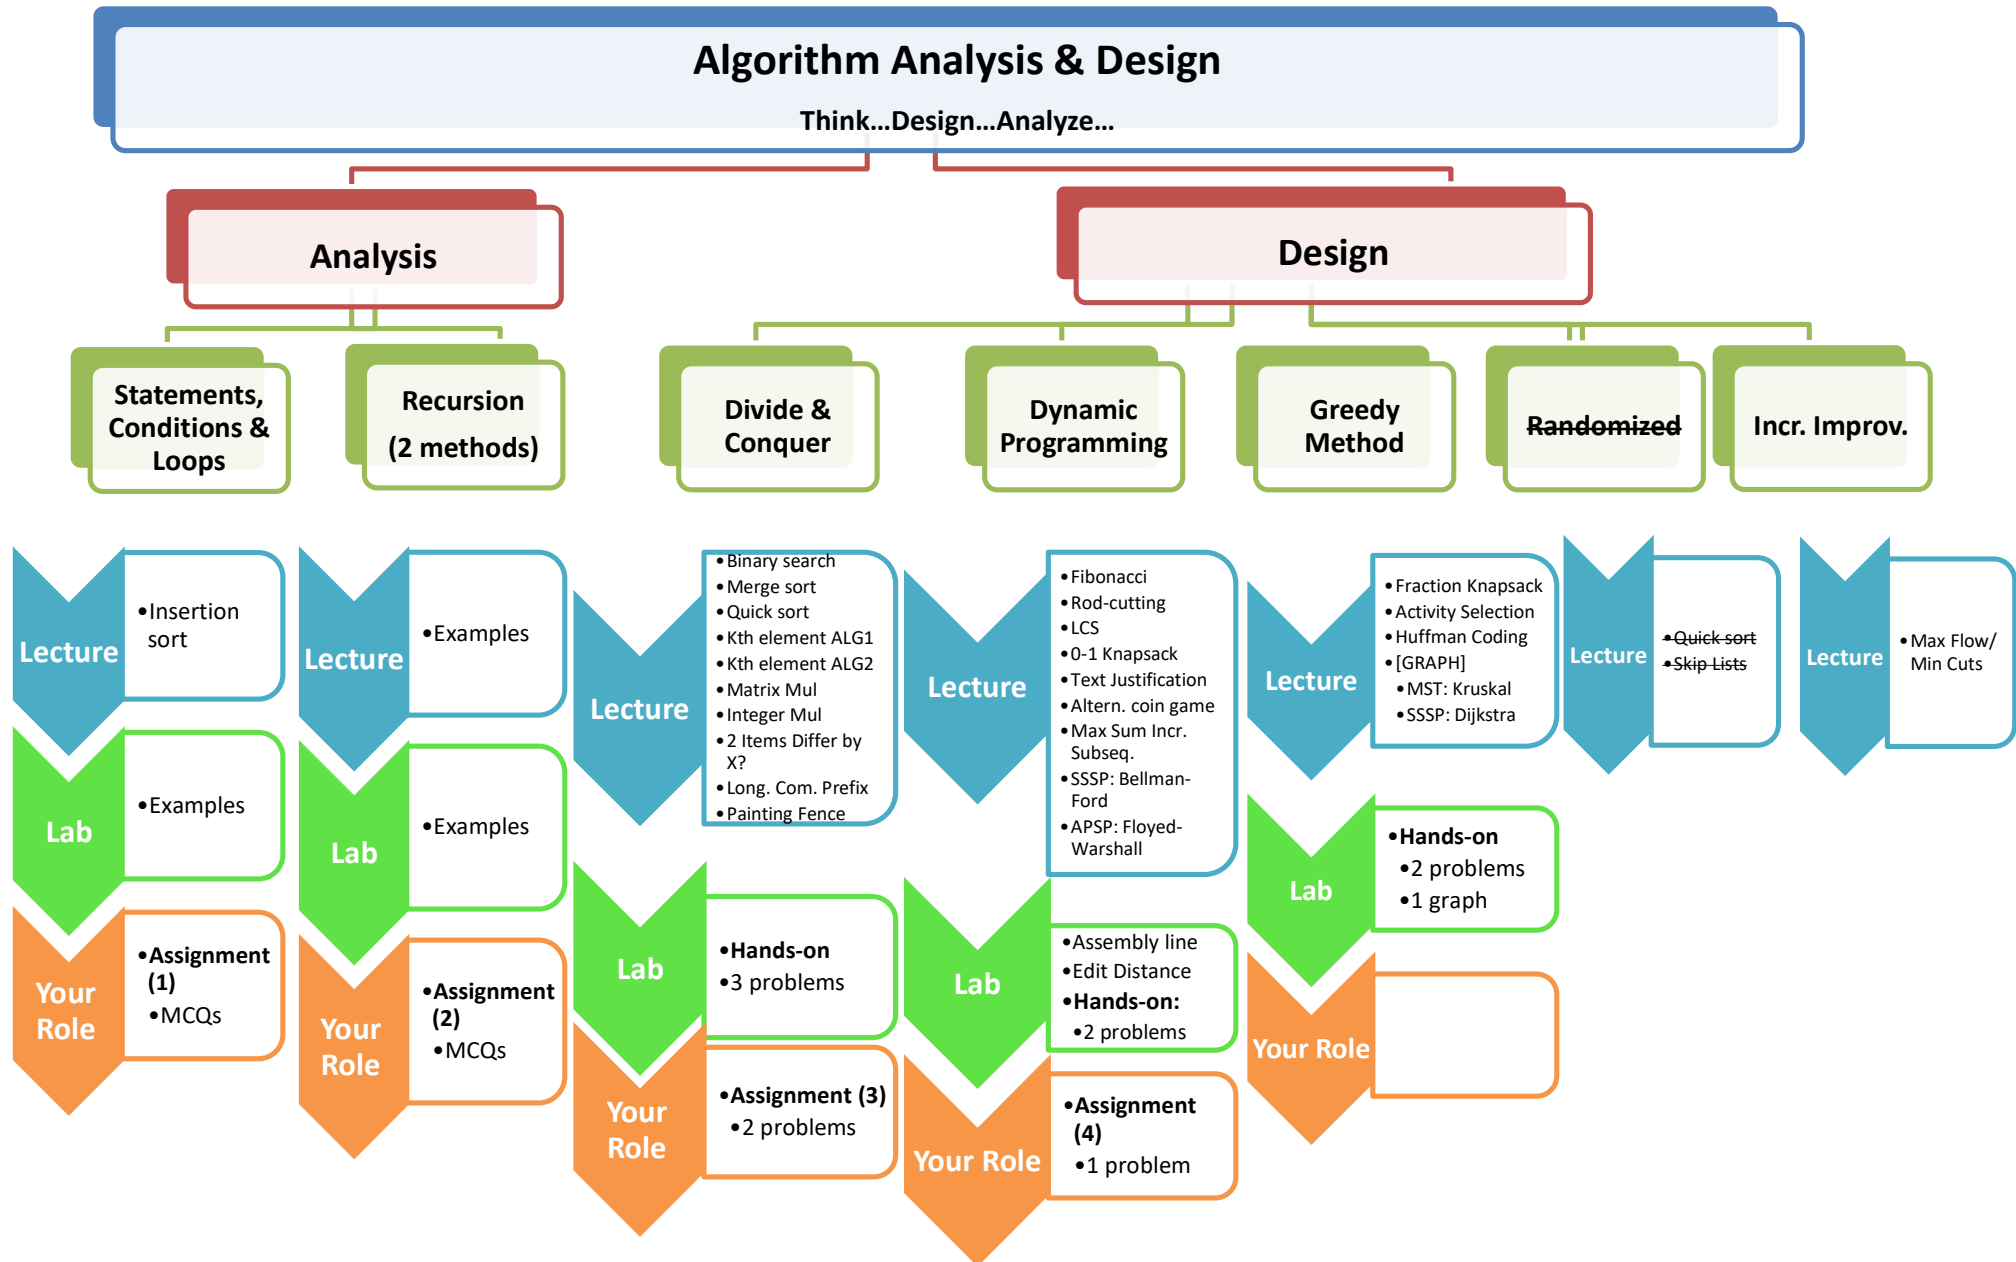 Algorithm Analysis & Design
Think…Design…Analyze…
Analysis
Design
Statements,
Conditions &
Loops
Recursion
(2 methods)
Divide &
Conquer
Dynamic
Programming
Greedy
Method
Randomized
Incr. Improv.
Lecture
•Insertion
sort
Lab
•Examples
Your
Role
•Assignment
(1)
•MCQs
Lecture
•Examples
Lab
•Examples
Your
Role
•Assignment
(2)
•MCQs
Lecture
•Binary search
•Merge sort
•Quick sort
•Kth element ALG1
•Kth element ALG2
•Matrix Mul
•Integer Mul
•2 Items Differ by
X?
•Long. Com. Prefix
•Painting Fence
Lab
•Hands-on
•3 problems
Your
Role
•Assignment (3)
•2 problems
Lecture
•Fibonacci
•Rod-cutting
•LCS
•0-1 Knapsack
•Text Justification
•Altern. coin game
•Max Sum Incr.
Subseq.
•SSSP: Bellman-
Ford
•APSP: Floyed-
Warshall
Lab
•Assembly line
•Edit Distance
•Hands-on:
•2 problems
Your Role
•Assignment
(4)
•1 problem
Lecture
•Fraction Knapsack
•Activity Selection
•Huffman Coding
•[GRAPH]
•MST: Kruskal
•SSSP: Dijkstra
Lab
•Hands-on
•2 problems
•1 graph
Your Role
Lecture
•Quick sort
•Skip Lists
Lecture
•Max Flow/
Min Cuts